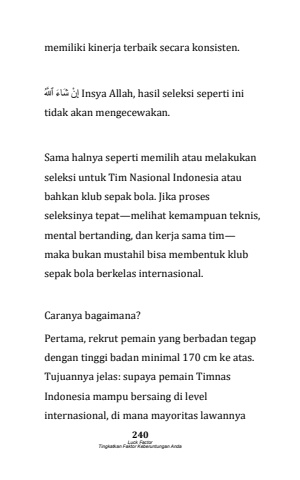 memiliki kinerja terbaik secara konsisten.
إِنْ شَاءَ اللَّهُ Insya Allah, hasil seleksi seperti ini
tidak akan mengecewakan.
Sama halnya seperti memilih atau melakukan
seleksi untuk Tim Nasional Indonesia atau
bahkan klub sepak bola. Jika proses
seleksinya tepat—melihat kemampuan teknis,
mental bertanding, dan kerja sama tim—
maka bukan mustahil bisa membentuk klub
sepak bola berkelas internasional.
Caranya bagaimana?
Pertama, rekrut pemain yang berbadan tegap
dengan tinggi badan minimal 170 cm ke atas.
Tujuannya jelas: supaya pemain Timnas
Indonesia mampu bersaing di level
internasional, di mana mayoritas lawannya
240
Luck Factor
Tingkatkan Faktor Keberuntungan Anda